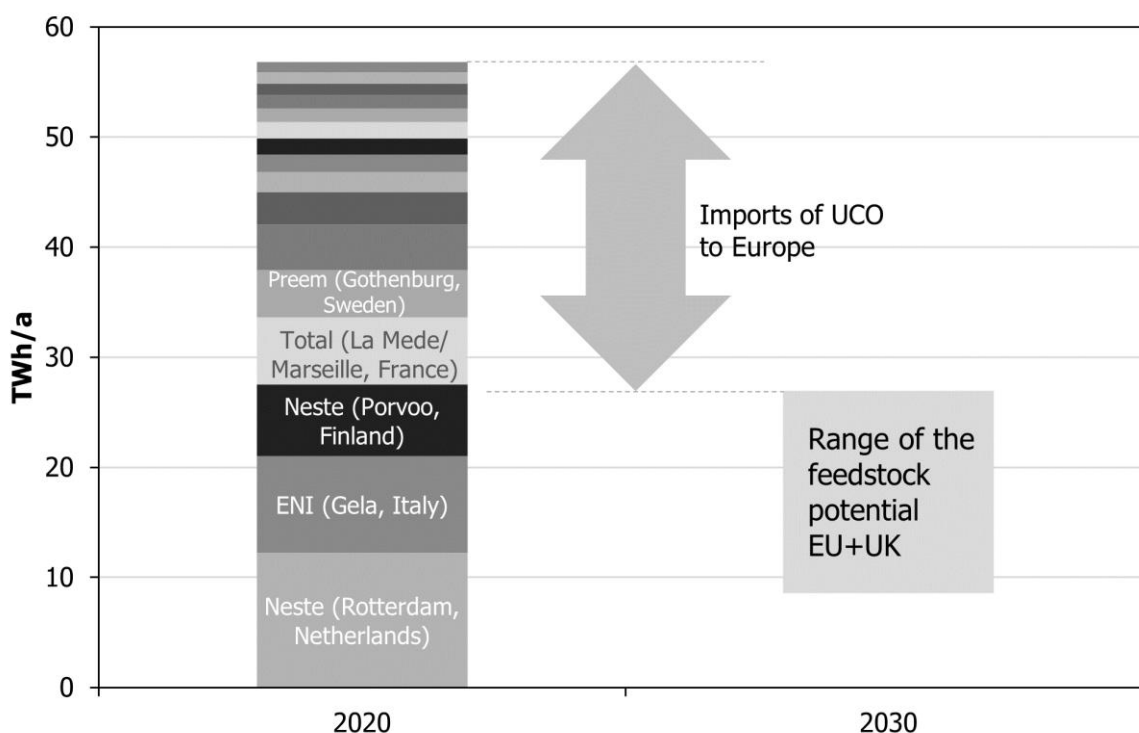 TWh/a
60
50
40
30
20
10
0
Preem (Gothenburg,
Sweden)
Total (La Mede/
Marseille, France)
Neste (Porvoo,
Finland)
ENI (Gela, Italy)
Neste (Rotterdam,
Netherlands)
Imports of UCO
to Europe
Range of the
feedstock
potential
EU+UK
2020
2030